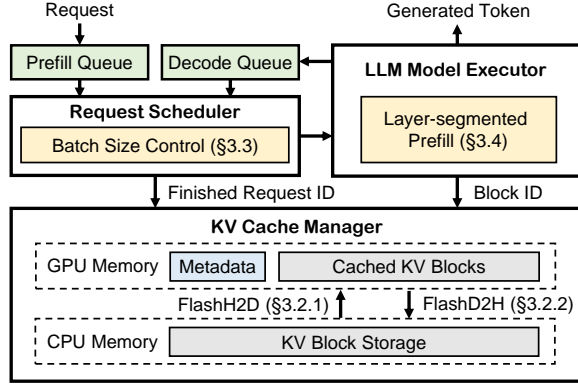 Request
Generated Token
Prefill Queue
Decode Queue
LLM Model Executor
Request Scheduler
Batch Size Control (§3.3)
Layer-segmented
Prefill (§3.4)
Finished Request ID
Block ID
KV Cache Manager
GPU Memory
Metadata
Cached KV Blocks
FlashH2D (§3.2.1)
FlashD2H (§3.2.2)
CPU Memory
KV Block Storage